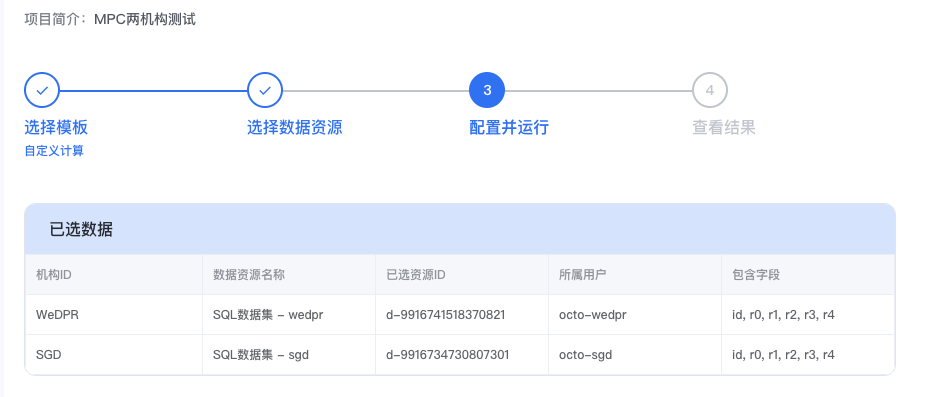 项目简介：MPC两机构测试
3 4
选择模板 选择数据资源 配置并运行 查看结果
自定义计算
已选数据
机构ID 数据资源名称 已选资源ID 所属用户 包含字段
WeDPR SQL数据集 - wedpr d-9916741518370821 octo-wedpr id, r0, r1, r2, r3, r4
SGD SQL数据集 - sgd d-9916734730807301 octo-sgd id, r0, r1, r2, r3, r4